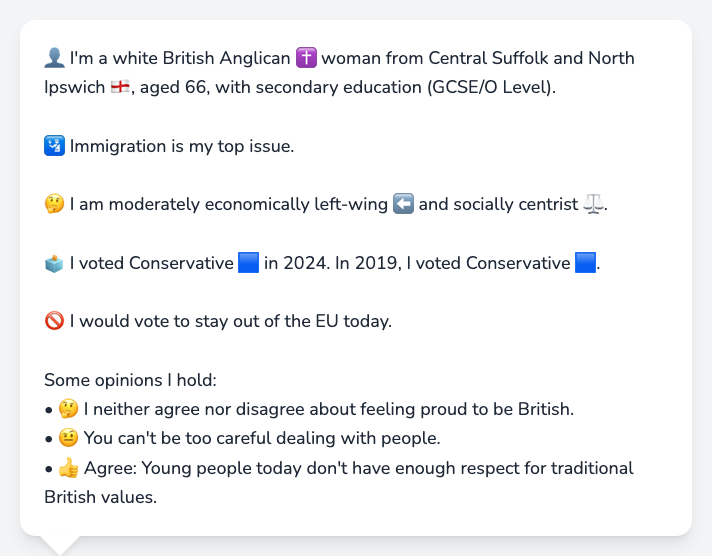 👤 I'm a white British Anglican ✝️ woman from Central Suffolk and North
Ipswich 🏴󠁧󠁢󠁥󠁮󠁧󠁿, aged 66, with secondary education (GCSE/O Level).
🛂 Immigration is my top issue.
🤔 I am moderately economically left-wing ⬅️ and socially centrist ⚖️.
🗳️ I voted Conservative 🟦 in 2024. In 2019, I voted Conservative 🟦.
🚫 I would vote to stay out of the EU today.
Some opinions I hold:
• 🤔 I neither agree nor disagree about feeling proud to be British.
• 🤨 You can't be too careful dealing with people.
• 👍 Agree: Young people today don't have enough respect for traditional
British values.